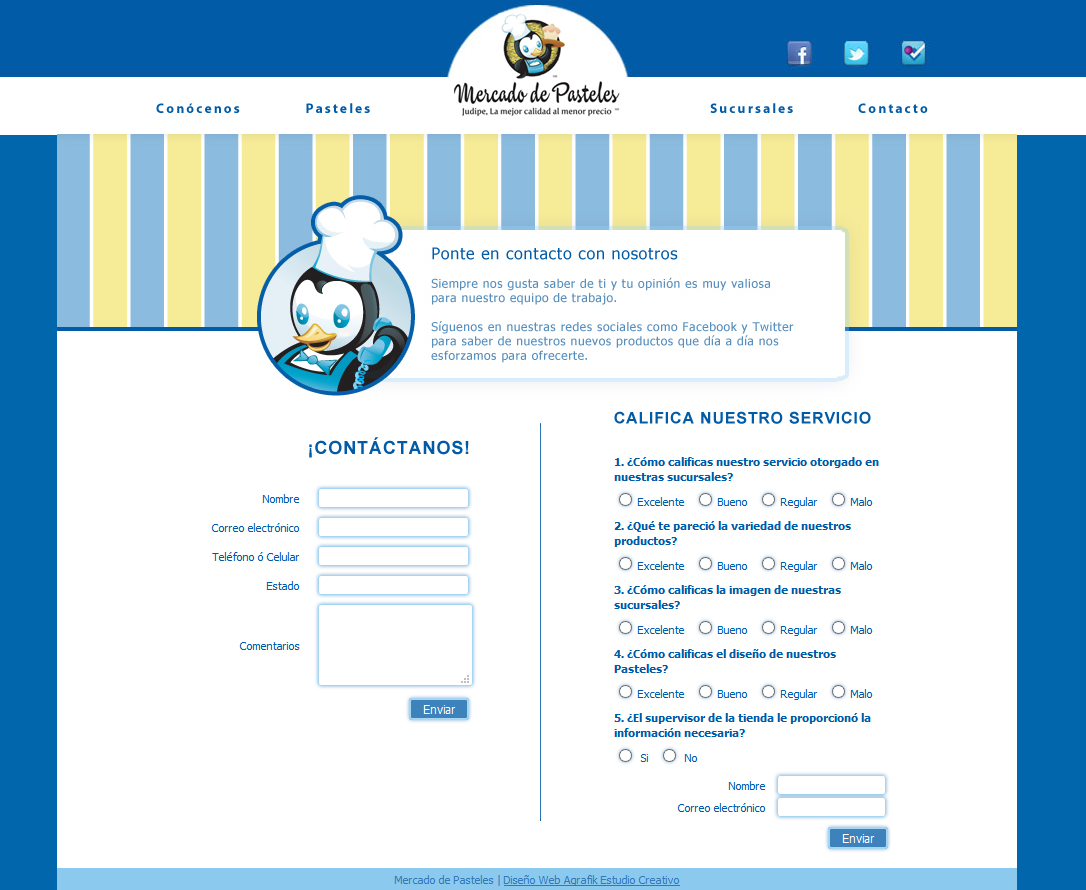 Mercado de Pasteles
Judipe, La mejor calidad al menor precio ™
Conócenos Pasteles Sucursales Contacto
Ponte en contacto con nosotros
Siempre nos gusta saber de ti y tu opinión es muy valiosa
para nuestro equipo de trabajo.
Síguenos en nuestras redes sociales como Facebook y Twitter
para saber de nuestros nuevos productos que día a día nos
esforzamos para ofrecerte.
¡CONTÁCTANOS!
Nombre
Correo electrónico
Teléfono ó Celular
Estado
Comentarios
Enviar
CALIFICA NUESTRO SERVICIO
1. ¿Cómo calificas nuestro servicio otorgado en
nuestras sucursales?
Excelente Bueno Regular Malo
2. ¿Qué te pareció la variedad de nuestros
productos?
Excelente Bueno Regular Malo
3. ¿Cómo calificas la imagen de nuestras
sucursales?
Excelente Bueno Regular Malo
4. ¿Cómo calificas el diseño de nuestros
Pasteles?
Excelente Bueno Regular Malo
5. ¿El supervisor de la tienda le proporcionó la
información necesaria?
Si No
Nombre
Correo electrónico
Enviar
Mercado de Pasteles | Diseño Web Agrafik Estudio Creativo